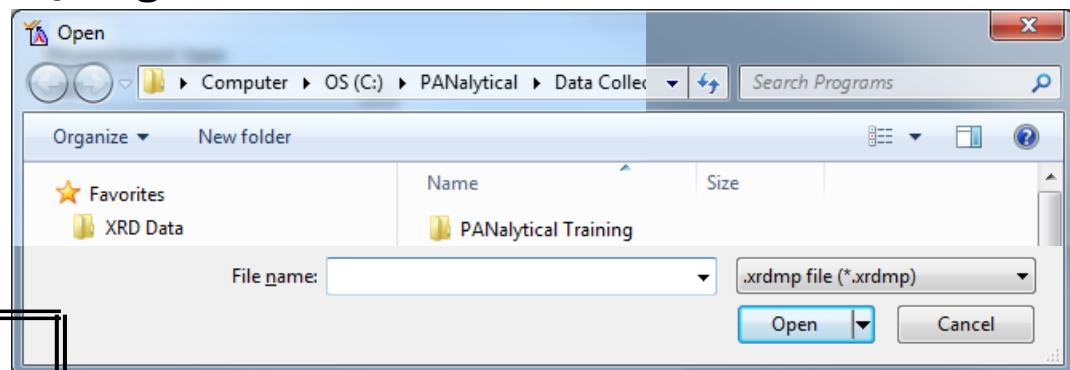 Open
Computer OS (C:) PANalytical Data Collec Search Programs
Organize New folder
Name Size
Favorites
XRD Data PANalytical Training
File name: .xrdmp file (*.xrdmp)
Open Cancel